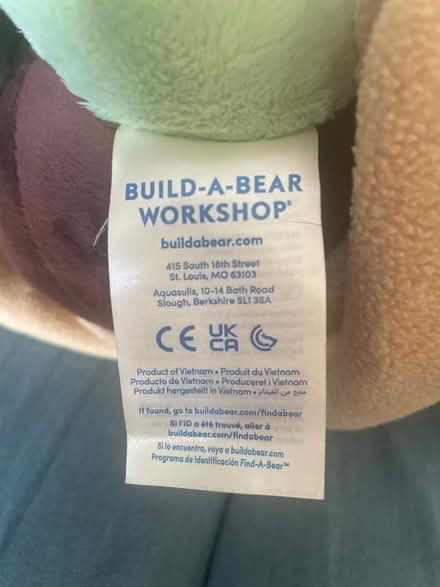 BUILD-A-BEAR
WORKSHOP®
buildabear.com
415 South 18th Street
St. Louis, MO 63103
Aquasulis, 10-14 Bath Road
Slough, Berkshire SL1 3SA
CE UK CA
Product of Vietnam • Produit du Vietnam
Producto de Vietnam • Produceret i Vietnam
Produkt hergestellt in Vietnam • منتج من الفيتنام
If found, go to buildabear.com/findabear
Si l'ID a été trouvé, aller à
buildabear.com/findabear
Si lo encuentra, vaya a buildabear.com
Programa de Identificación Find-A-Bear™